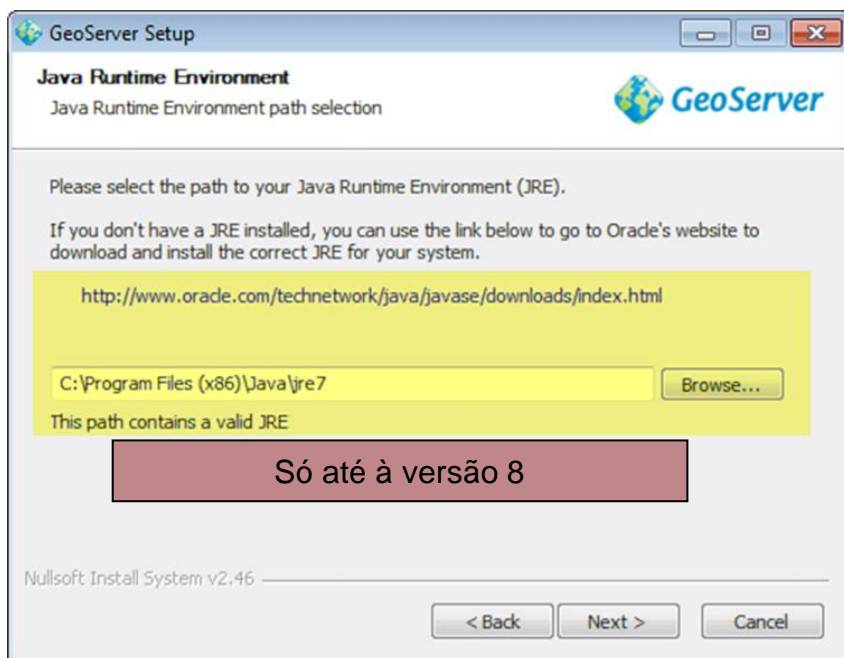 GeoServer Setup
Java Runtime Environment
Java Runtime Environment path selection
GeoServer
Please select the path to your Java Runtime Environment (JRE).
If you don't have a JRE installed, you can use the link below to go to Oracle's website to
download and install the correct JRE for your system.
http://www.oracle.com/technetwork/java/javase/downloads/index.html
C:\Program Files (x86)\Java\jre7
Browse...
This path contains a valid JRE
Só até à versão 8
Nullsoft Install System v2.46
< Back
Next >
Cancel